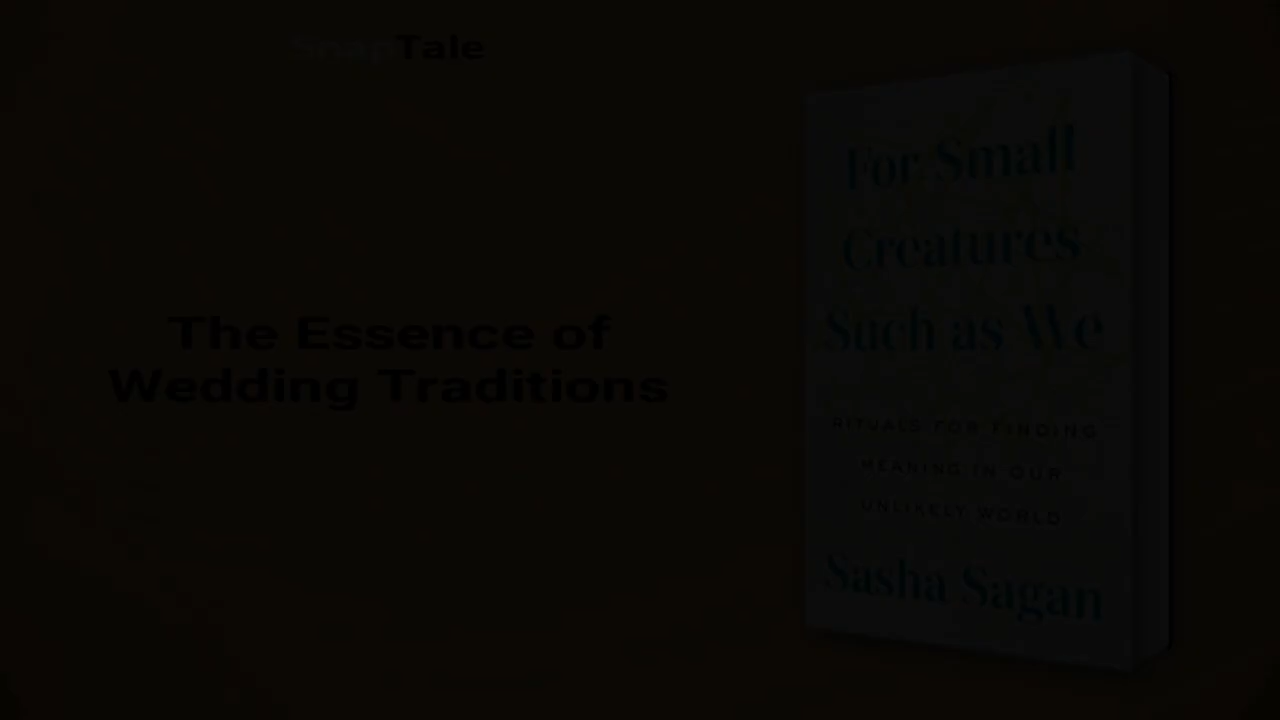 SnapTale
The Essence of
Wedding Traditions
For Small
Creatures
Such as We
RITUALS FOR FINDING
MEANING IN OUR
UNLIKELY WORLD
Sasha Sagan